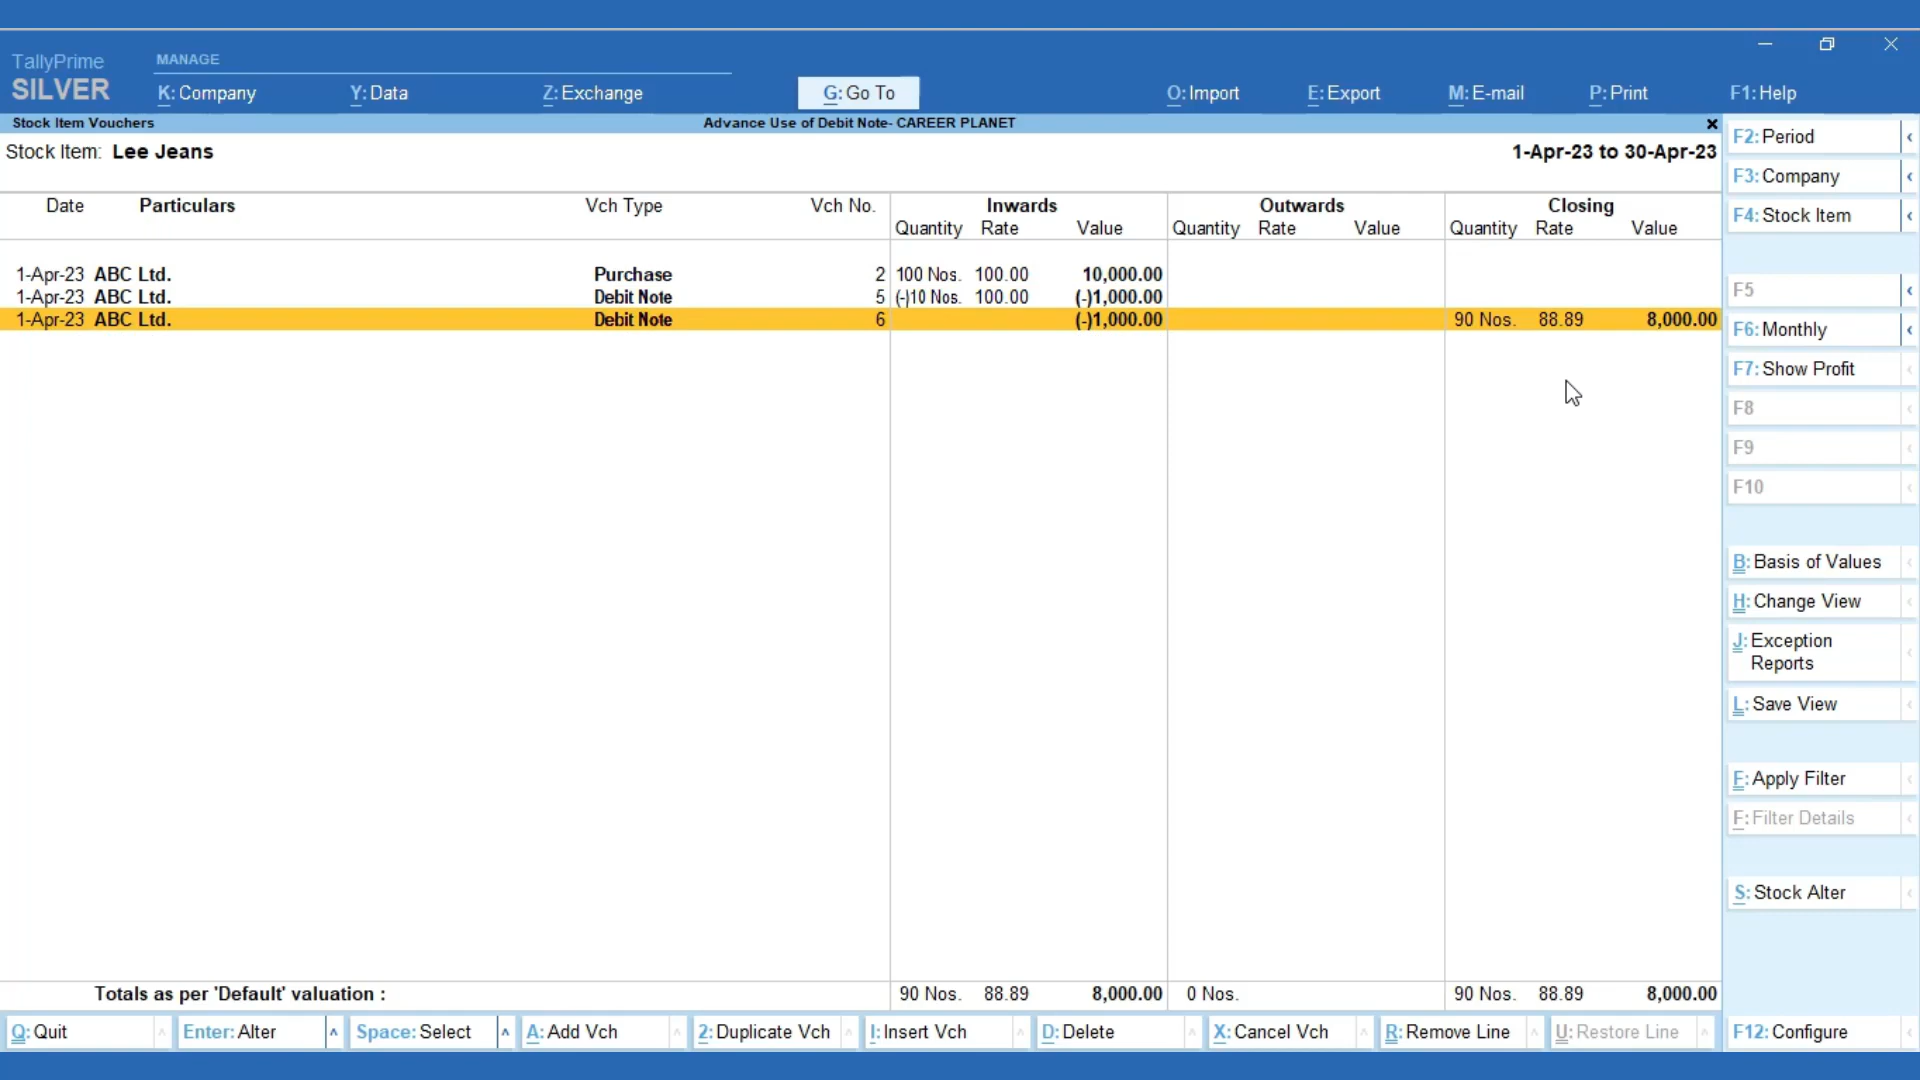 TallyPrime
SILVER
MANAGE
K: Company
Y: Data
Z: Exchange
G: Go To
O: Import
E: Export
M: E-mail
P: Print
F1: Help
Stock Item Vouchers
Advance Use of Debit Note- CAREER PLANET
Stock Item: Lee Jeans
1-Apr-23 to 30-Apr-23
Date Particulars Vch Type Vch No. Inwards Outwards Closing
Quantity Rate Value Quantity Rate Value Quantity Rate Value
1-Apr-23 ABC Ltd. Purchase 2 100 Nos. 100.00 10,000.00
1-Apr-23 ABC Ltd. Debit Note 5 (-)10 Nos. 100.00 (-)1,000.00
1-Apr-23 ABC Ltd. Debit Note 6 (-)1,000.00 90 Nos. 88.89 8,000.00
Totals as per 'Default' valuation : 90 Nos. 88.89 8,000.00 0 Nos. 90 Nos. 88.89 8,000.00
F2: Period
F3: Company
F4: Stock Item
F5
F6: Monthly
F7: Show Profit
F8
F9
F10
B: Basis of Values
H: Change View
J: Exception
Reports
L: Save View
F: Apply Filter
F: Filter Details
S: Stock Alter
Q: Quit
Enter: Alter
Space: Select
A: Add Vch
2: Duplicate Vch
I: Insert Vch
D: Delete
X: Cancel Vch
R: Remove Line
U: Restore Line
F12: Configure